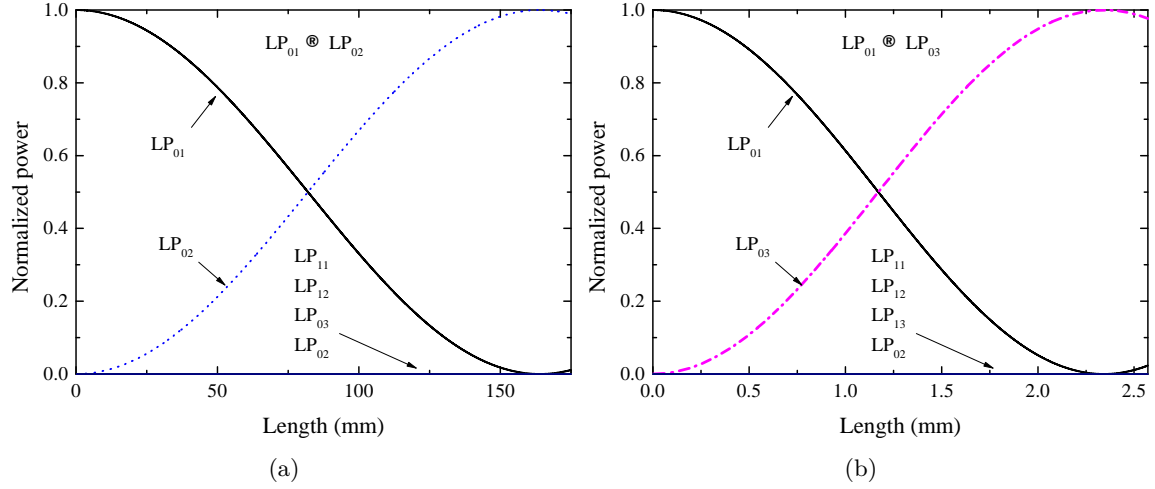 1.0
0.8
0.6
0.4
0.2
0.0
Normalized power
0 50 100 150
Length (mm)
LP₀₁ ® LP₀₂
LP₀₁
LP₀₂
LP₁₁
LP₁₂
LP₀₃
LP₀₂
(a)
1.0
0.8
0.6
0.4
0.2
0.0
Normalized power
0.0 0.5 1.0 1.5 2.0 2.5
Length (mm)
LP₀₁ ® LP₀₃
LP₀₁
LP₀₃
LP₁₁
LP₁₂
LP₁₃
LP₀₂
(b)